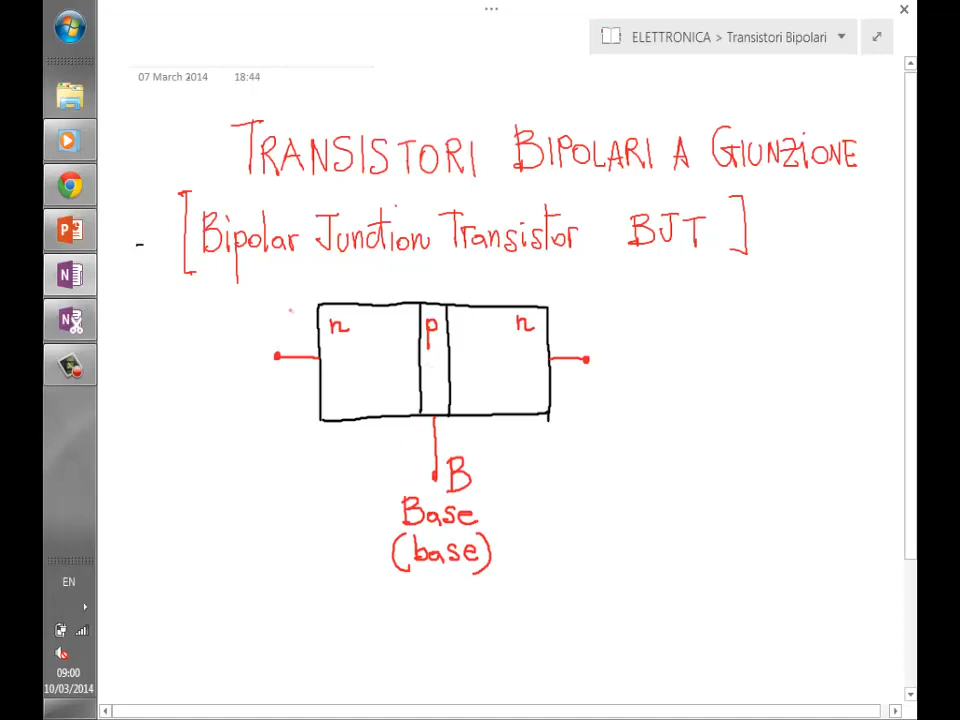 ELETTRONICA > Transistori Bipolari
07 March 2014 18:44
TRANSISTORI BIPOLARI A GIUNZIONE
[Bipolar Junction Transistor BJT]
n p n
B
Base
(base)
EN
09:00
10/03/2014